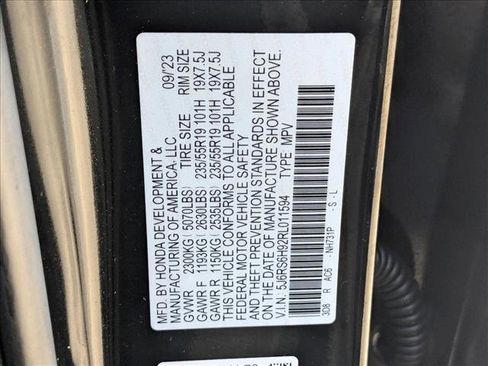 MFD. BY HONDA DEVELOPMENT & 09/23
MANUFACTURING OF AMERICA, LLC
GVWR 2300KG (5070LBS) TIRE SIZE RIM SIZE
GAWR F 1193KG (2630LBS) 235/55R19 101H 19X7.5J
GAWR R 1150KG (2535LBS) 235/55R19 101H 19X7.5J
THIS VEHICLE CONFORMS TO ALL APPLICABLE
FEDERAL MOTOR VEHICLE SAFETY
AND THEFT PREVENTION STANDARDS IN EFFECT
ON THE DATE OF MANUFACTURE SHOWN ABOVE.
V.I.N. 5J6RS6H92RL011594 TYPE MPV
3D8 R AC6 - NH731P - S - L